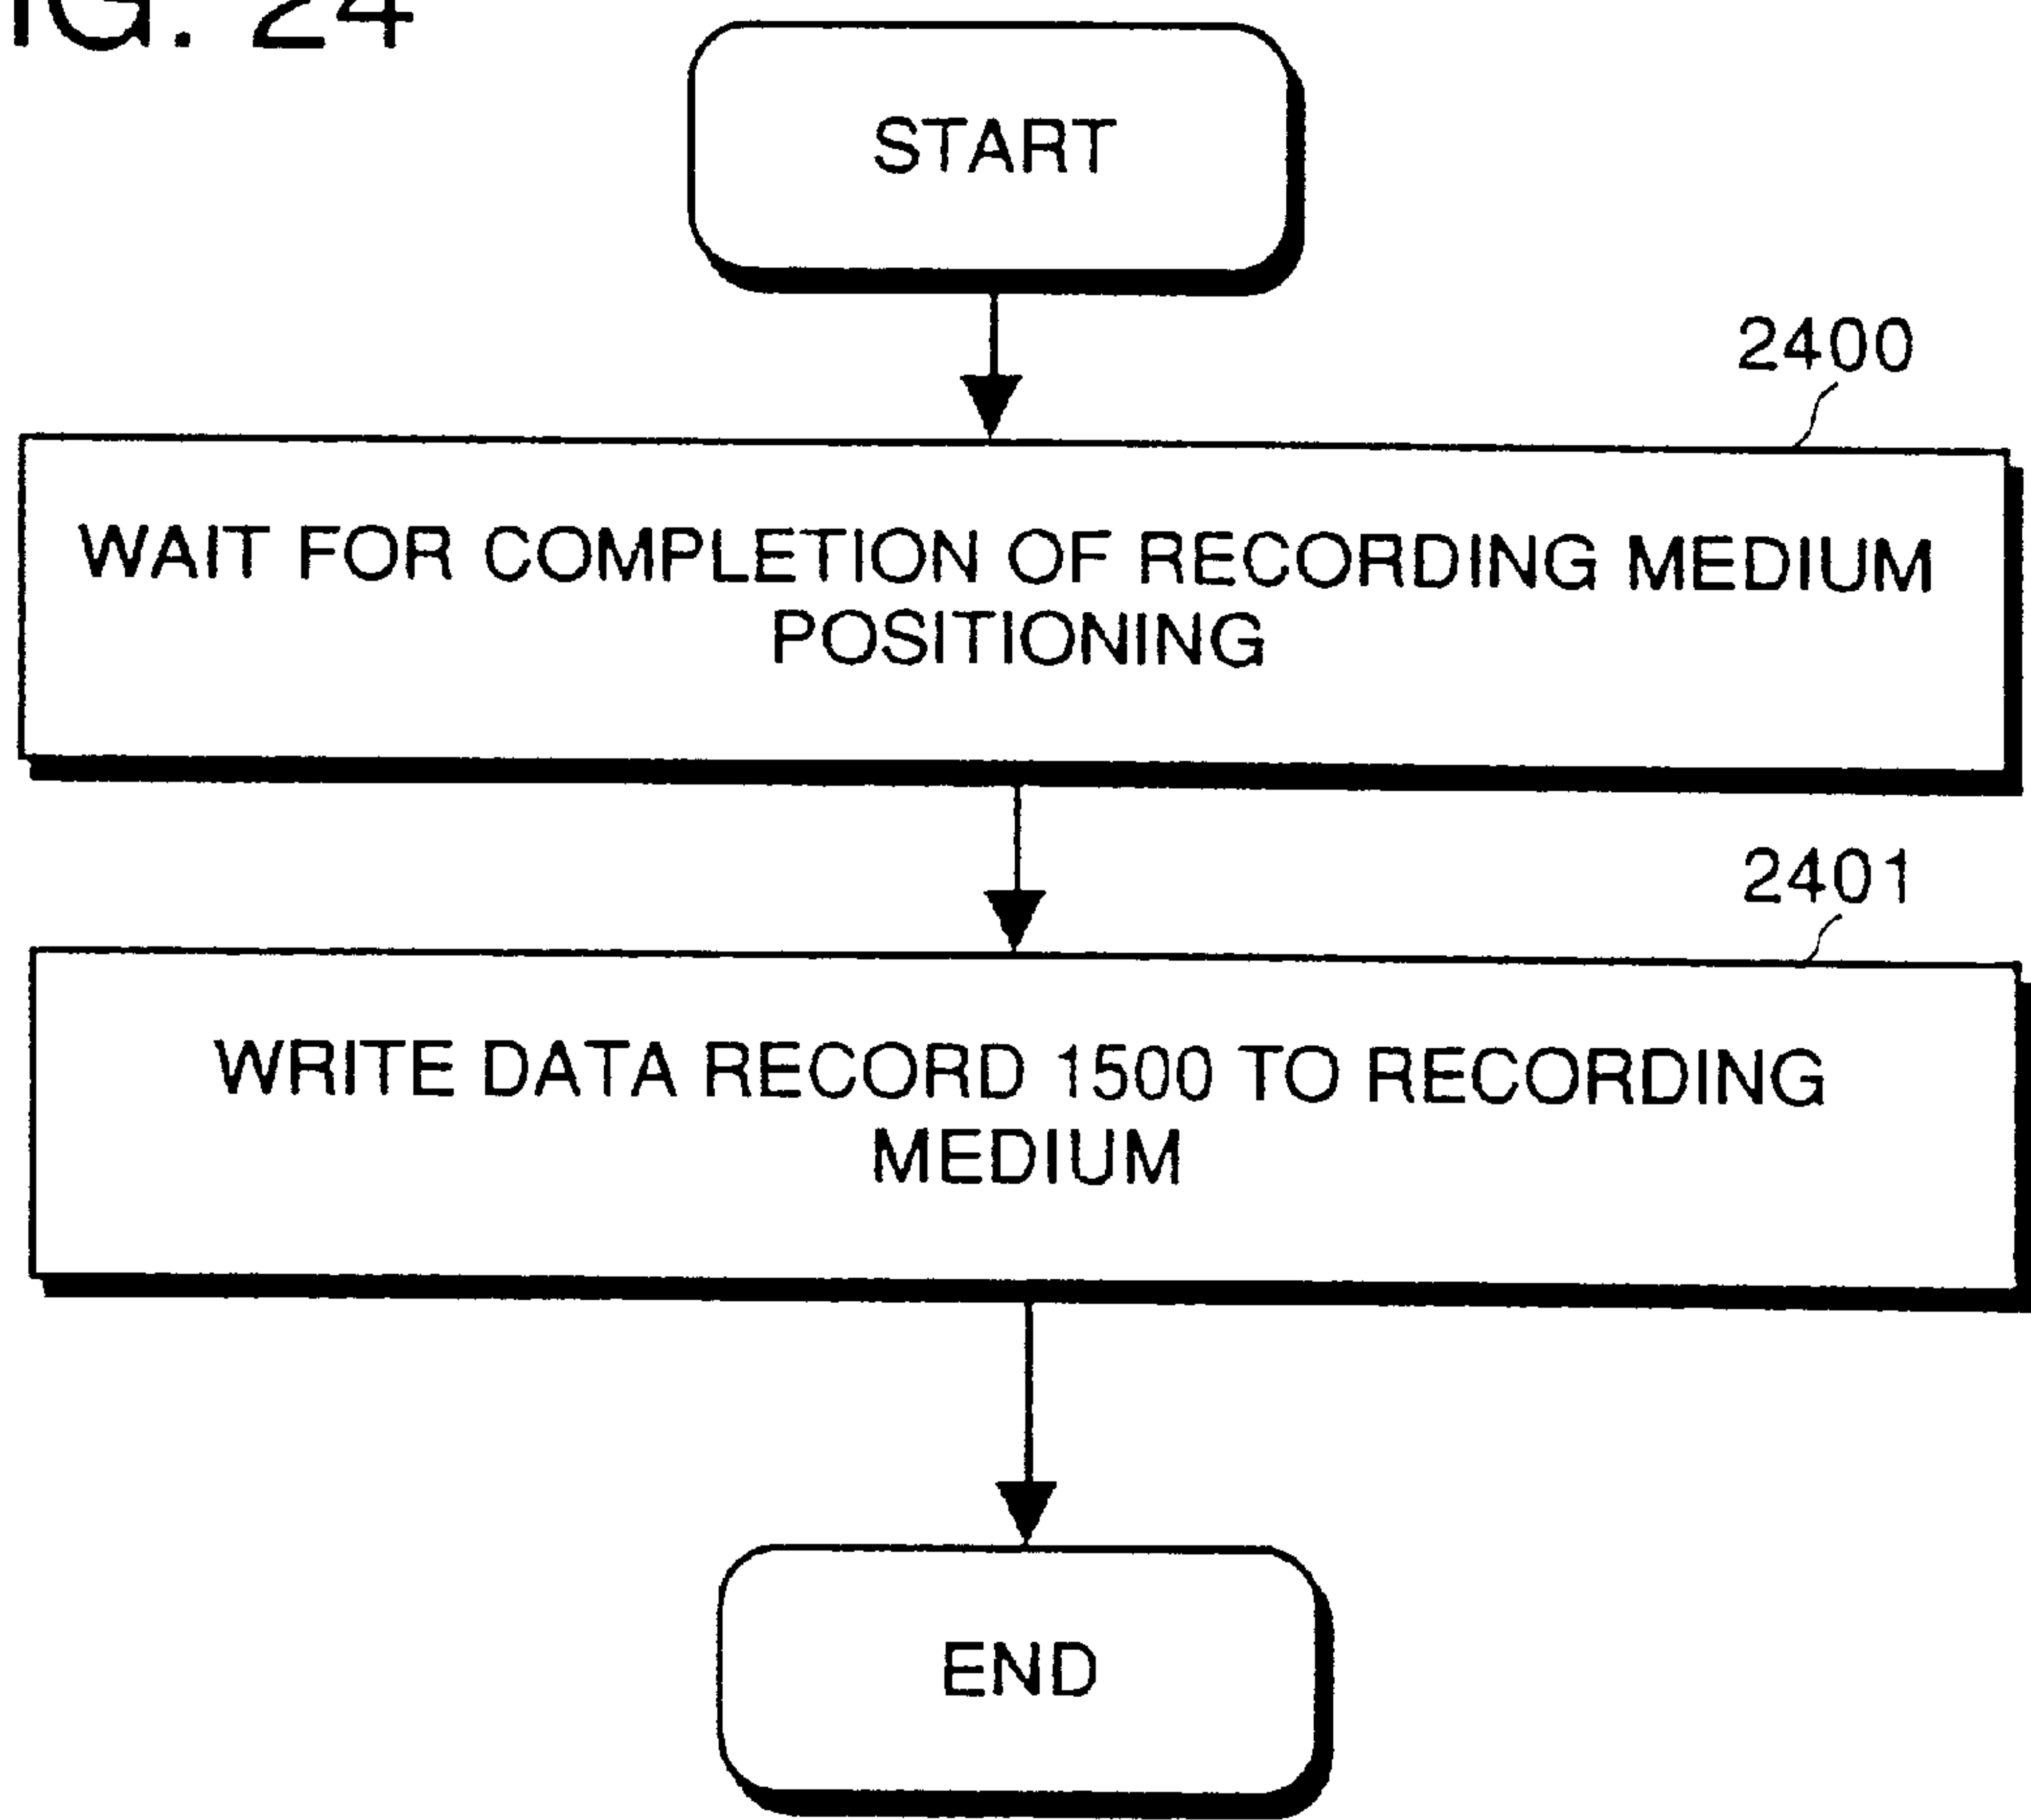 IG. 24
START
2400
WAIT FOR COMPLETION OF RECORDING MEDIUM
POSITIONING
2401
WRITE DATA RECORD 1500 TO RECORDING
MEDIUM
END